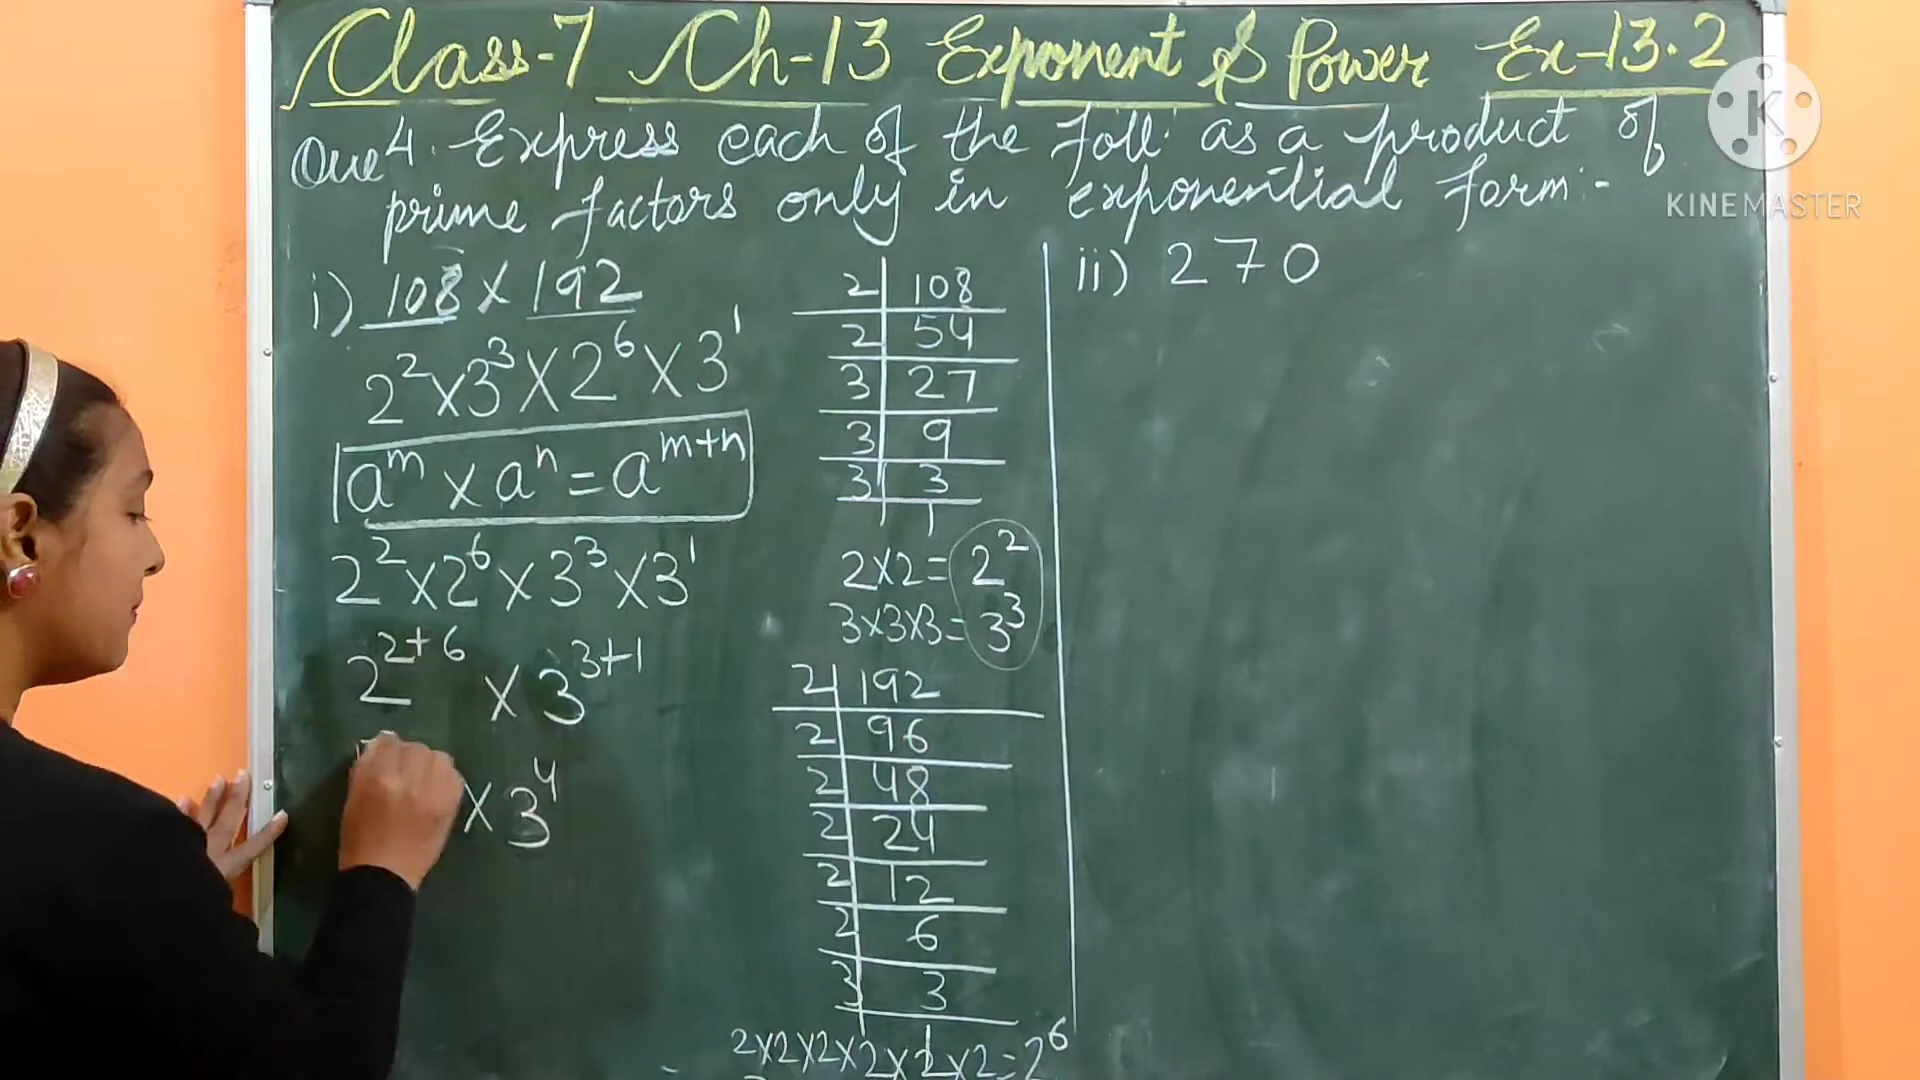 Class-7 Ch-13 Exponent & Power Ex-13.2
Que 4. Express each of the foll. as a product of
prime factors only in exponential form:-
i) 108 × 192
2² × 3³ × 2⁶ × 3¹
aᵐ × aⁿ = aᵐ⁺ⁿ
2² × 2⁶ × 3³ × 3¹
2²⁺⁶ × 3³⁺¹
× 3⁴
2 | 108
2 | 54
3 | 27
3 | 9
3 | 3
1
2×2= 2²
3×3×3= 3³
2 | 192
2 | 96
2 | 48
2 | 24
2 | 12
2 | 6
3 | 3
1
2×2×2×2×2×2=2⁶
ii) 270
K
KINEMASTER